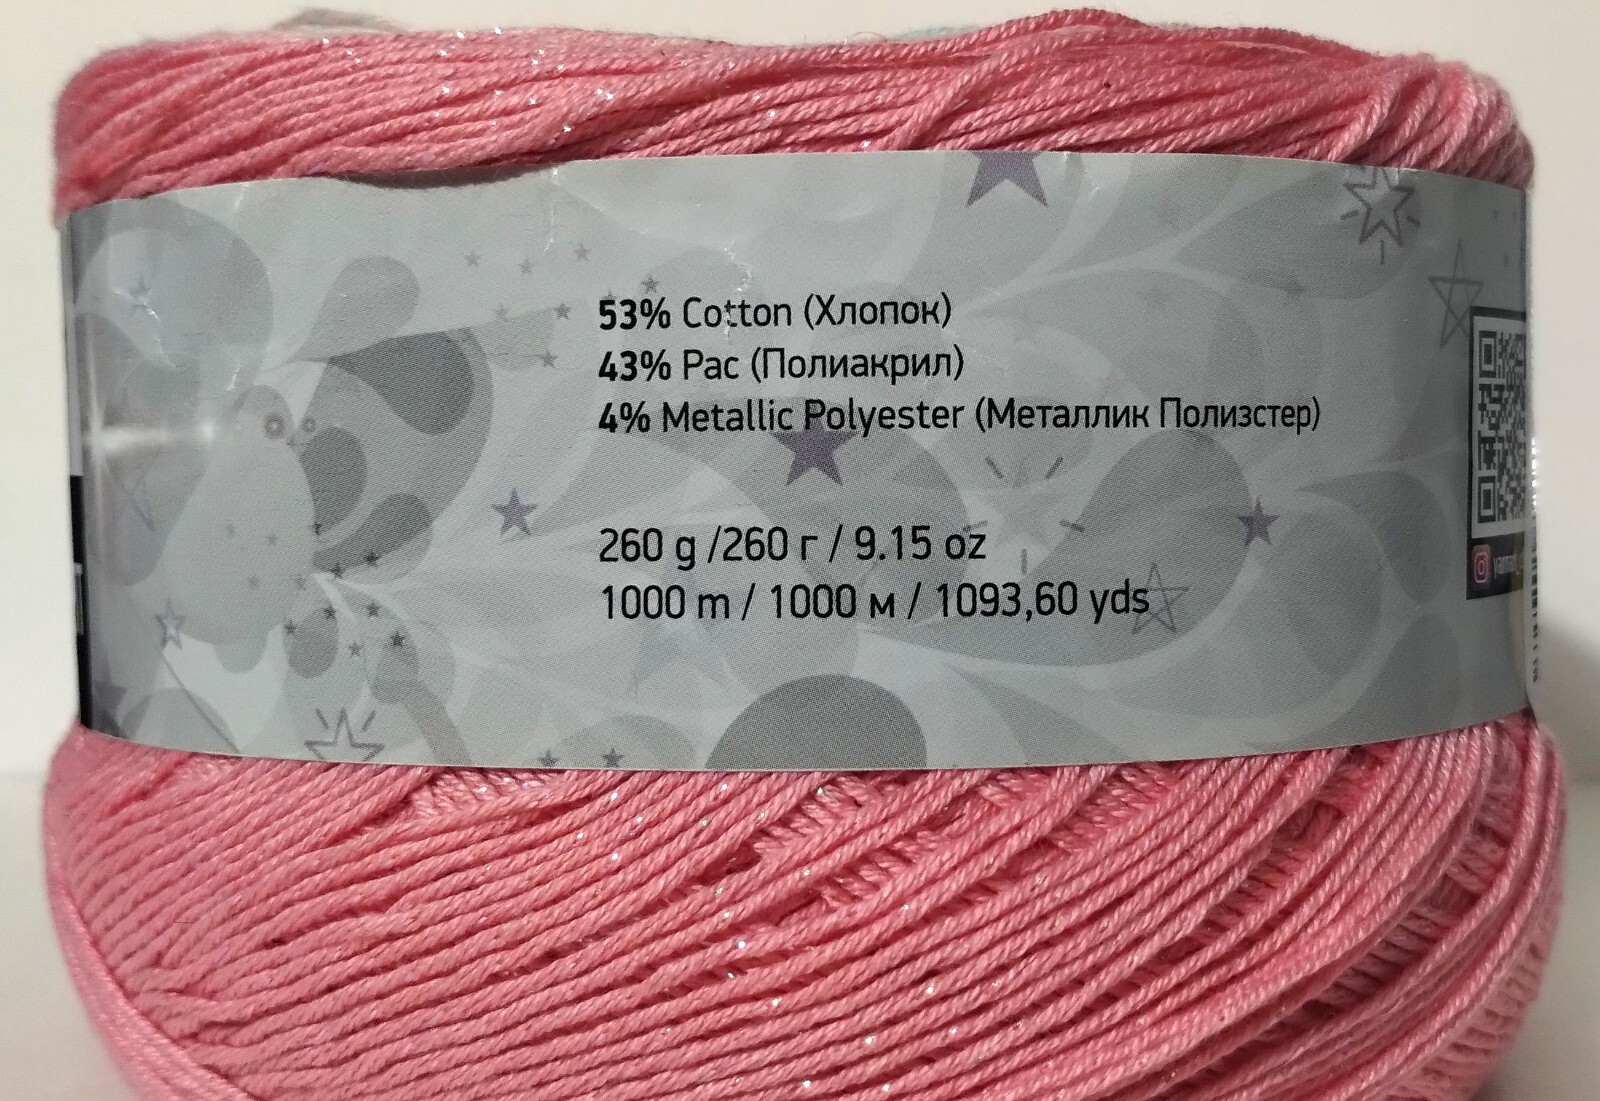 53% Cotton (Хлопок)
43% Pac (Полиакрил)
4% Metallic Polyester (Металлик Полизстер)
260 g /260 г / 9.15 oz
1000 m / 1000 м / 1093,60 yds